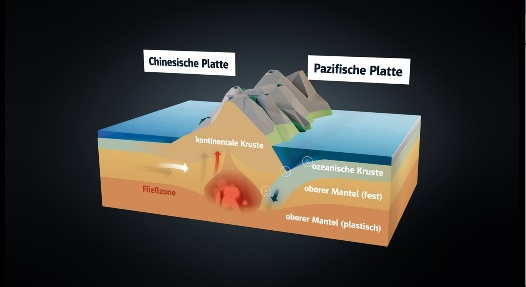 Chinesische Platte
Pazifische Platte
kontinentale Kruste
ozeanische Kruste
oberer Mantel (fest)
Fließzone
oberer Mantel (plastisch)